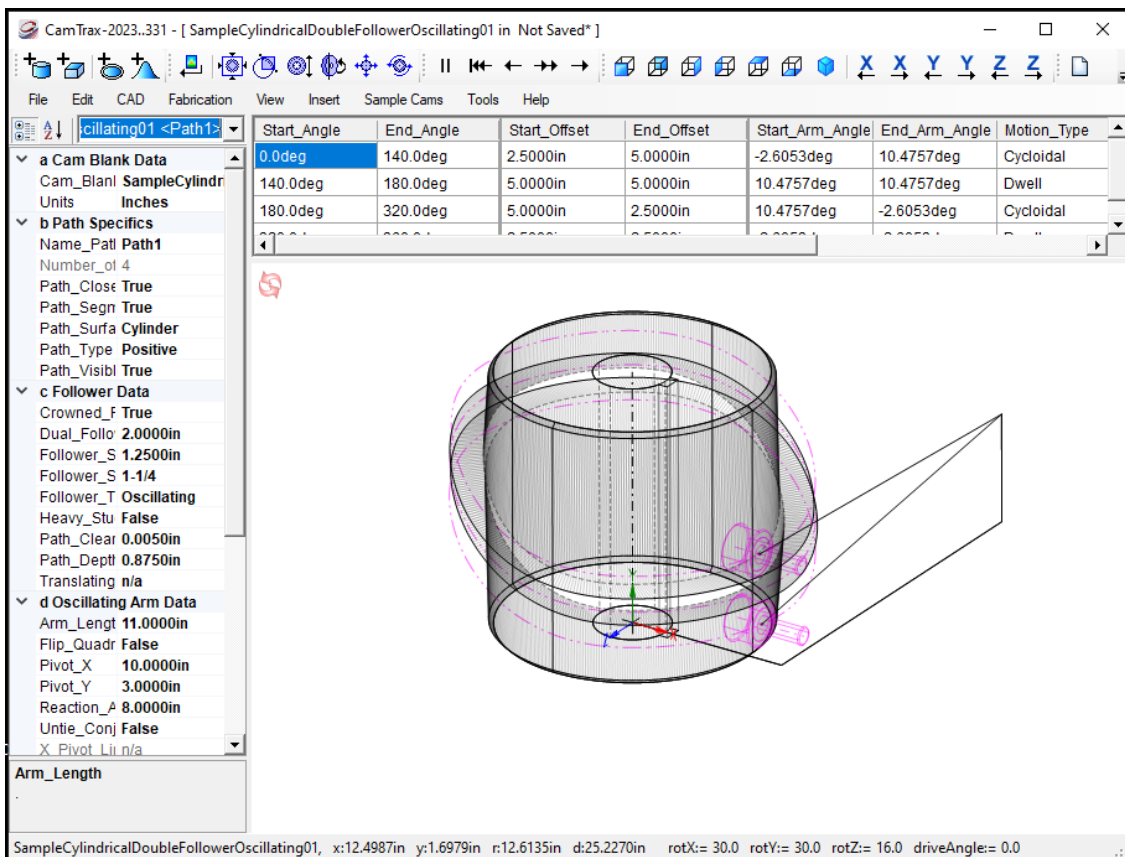 CamTrax-2023..331 - [ SampleCylindricalDoubleFollowerOscillating01 in Not Saved* ]
X X Y Y Z Z
File Edit CAD Fabrication View Insert Sample Cams Tools Help
cillating01 <Path1>
a Cam Blank Data
Cam_Blanl SampleCylindri
Units Inches
b Path Specifics
Name_Patl Path1
Number_of 4
Path_Close True
Path_Segn True
Path_Surfa Cylinder
Path_Type Positive
Path_Visibl True
c Follower Data
Crowned_F True
Dual_Follo 2.0000in
Follower_S 1.2500in
Follower_S 1-1/4
Follower_T Oscillating
Heavy_Stu False
Path_Clear 0.0050in
Path_Deptl 0.8750in
Translating n/a
d Oscillating Arm Data
Arm_Lengt 11.0000in
Flip_Quadr False
Pivot_X 10.0000in
Pivot_Y 3.0000in
Reaction_A 8.0000in
Untie_Conj False
X_Pivot_Lii n/a
Arm_Length
.
Start_Angle End_Angle Start_Offset End_Offset Start_Arm_Angle End_Arm_Angle Motion_Type
0.0deg 140.0deg 2.5000in 5.0000in -2.6053deg 10.4757deg Cycloidal
140.0deg 180.0deg 5.0000in 5.0000in 10.4757deg 10.4757deg Dwell
180.0deg 320.0deg 5.0000in 2.5000in 10.4757deg -2.6053deg Cycloidal
X
SampleCylindricalDoubleFollowerOscillating01, x:12.4987in y:1.6979in r:12.6135in d:25.2270in rotX:= 30.0 rotY:= 30.0 rotZ:= 16.0 driveAngle:= 0.0